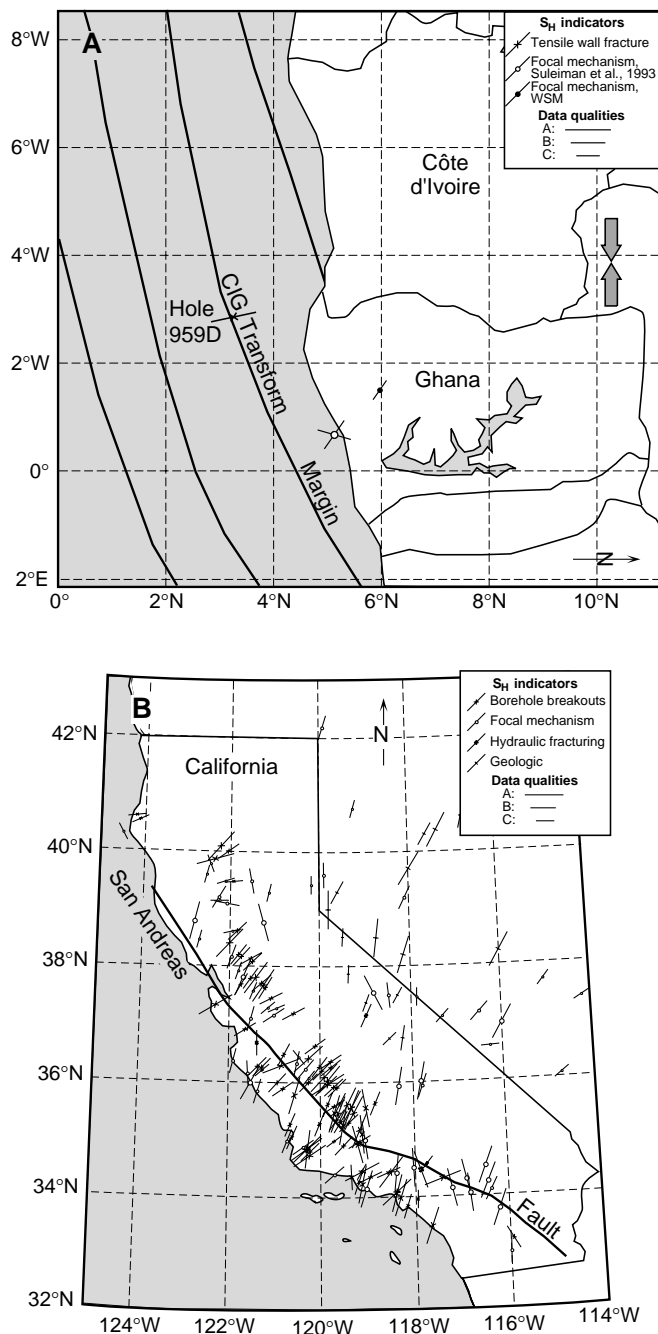 A
8°W
6°W
4°W
2°W
0°
2°E
0°
2°N
4°N
6°N
8°N
10°N
S_H indicators
Tensile wall fracture
Focal mechanism,
Suleiman et al., 1993
Focal mechanism,
WSM
Data qualities
A:
B:
C:
Côte
d'Ivoire
Hole
959D
CIG Transform
Margin
Ghana
N
B
42°N
40°N
38°N
36°N
34°N
32°N
124°W
122°W
120°W
118°W
116°W
114°W
S_H indicators
Borehole breakouts
Focal mechanism
Hydraulic fracturing
Geologic
Data qualities
A:
B:
C:
N
California
San Andreas
Fault